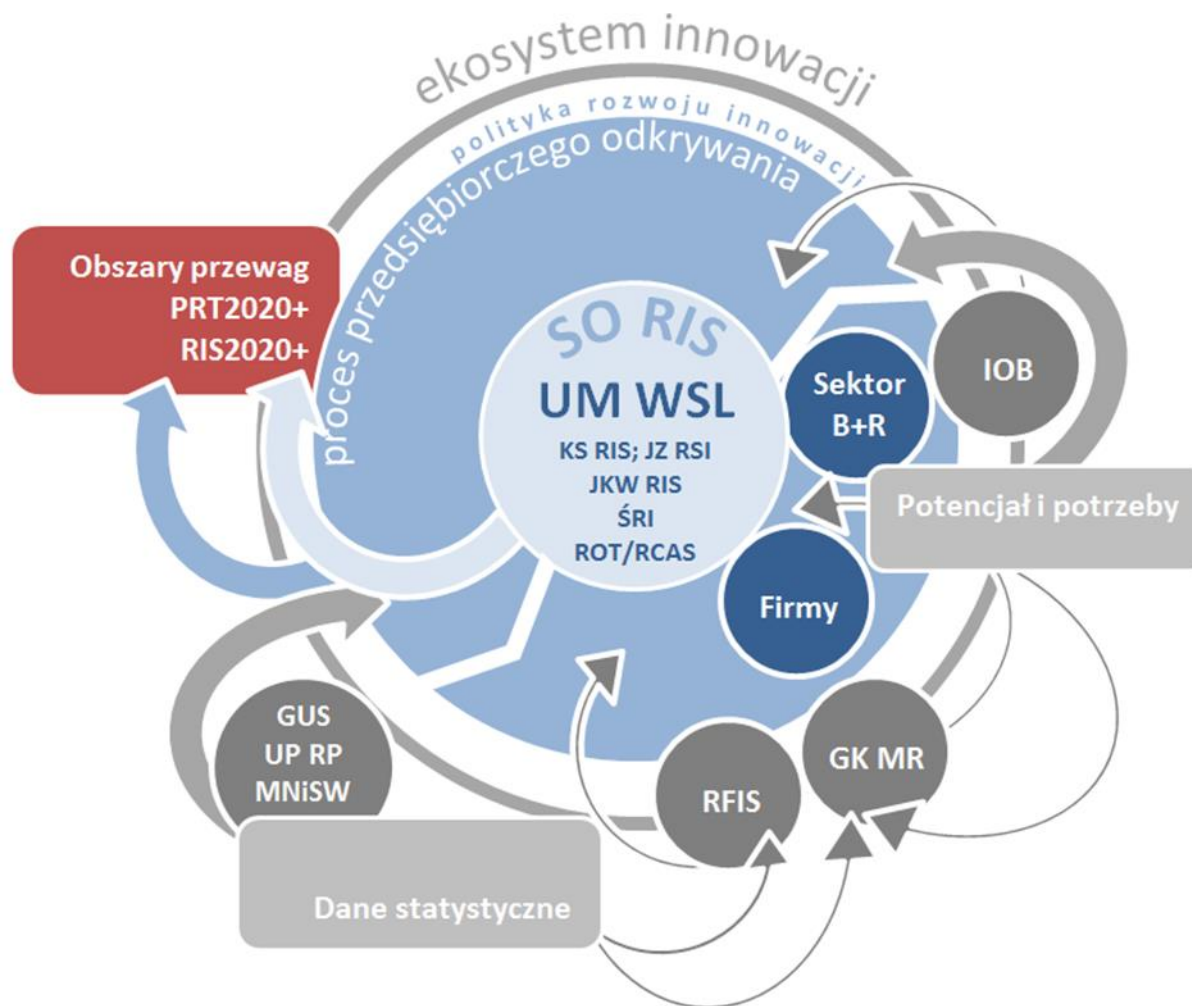 ekosystem innowacji
polityka rozwoju innowacji
proces przedsiębiorczego odkrywania
Obszary przewag
PRT2020+
RIS2020+
SO RIS
UM WSL
KS RIS; JZ RSI
JKW RIS
ŚRI
ROT/RCAS
Sektor
B+R
IOB
Potencjał i potrzeby
Firmy
GUS
UP RP
MNiSW
RFIS
GK MR
Dane statystyczne